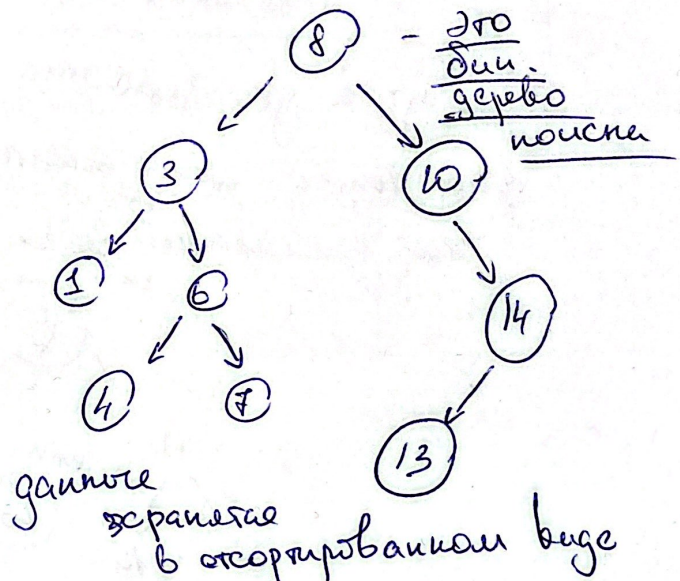 8 - это
бин.
дерево
поиска
3 10
1 6
14
4 7
13
данные
хранятся
в отсортированном виде